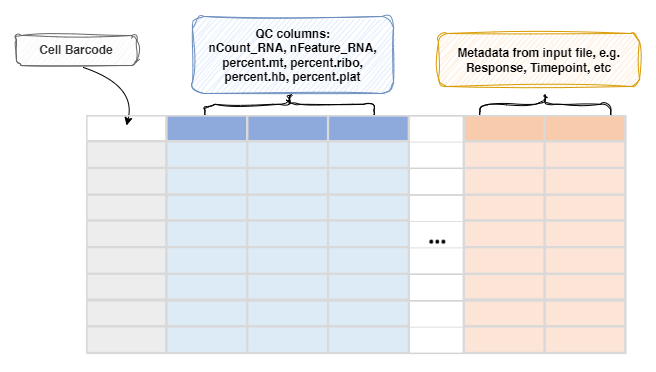 Cell Barcode
QC columns:
nCount_RNA, nFeature_RNA,
percent.mt, percent.ribo,
percent.hb, percent.plat
Metadata from input file, e.g.
Response, Timepoint, etc
...